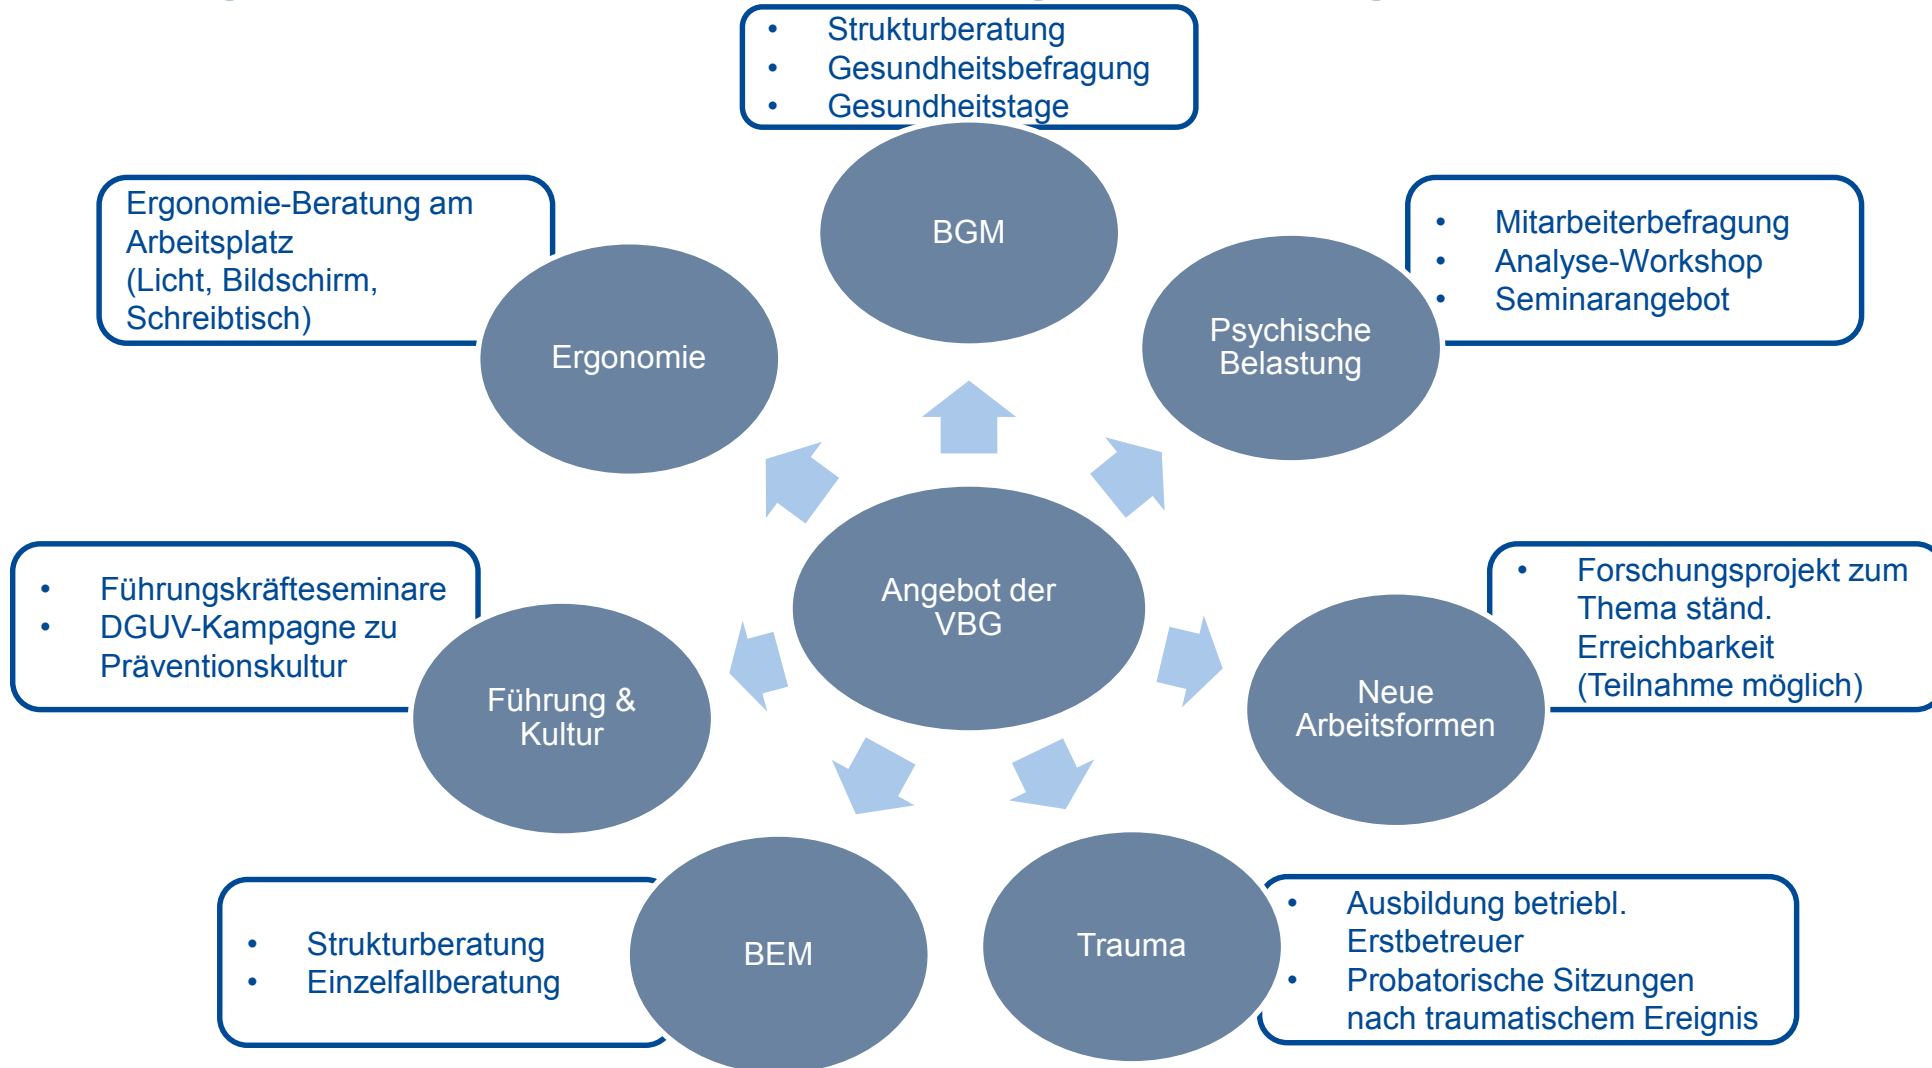 • Strukturberatung
• Gesundheitsbefragung
• Gesundheitstage
BGM
Ergonomie-Beratung am
Arbeitsplatz
(Licht, Bildschirm,
Schreibtisch)
Ergonomie
• Mitarbeiterbefragung
• Analyse-Workshop
• Seminarangebot
Psychische
Belastung
Angebot der
VBG
• Führungskräfteseminare
• DGUV-Kampagne zu
Präventionskultur
Führung &
Kultur
• Forschungsprojekt zum
Thema ständ.
Erreichbarkeit
(Teilnahme möglich)
Neue
Arbeitsformen
• Strukturberatung
• Einzelfallberatung
BEM
Trauma
• Ausbildung betriebl.
Erstbetreuer
• Probatorische Sitzungen
nach traumatischem Ereignis